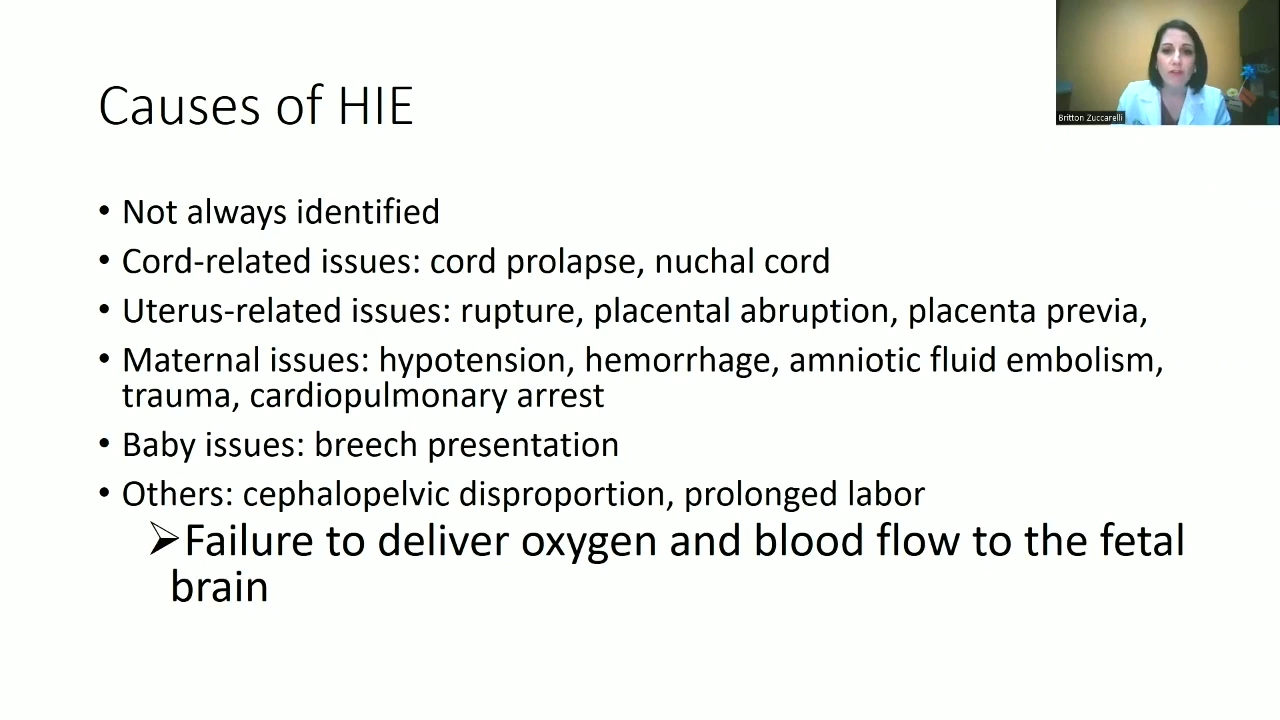 Causes of HIE
Britton Zuccarelli
• Not always identified
• Cord-related issues: cord prolapse, nuchal cord
• Uterus-related issues: rupture, placental abruption, placenta previa,
• Maternal issues: hypotension, hemorrhage, amniotic fluid embolism,
trauma, cardiopulmonary arrest
• Baby issues: breech presentation
• Others: cephalopelvic disproportion, prolonged labor
➢Failure to deliver oxygen and blood flow to the fetal
brain